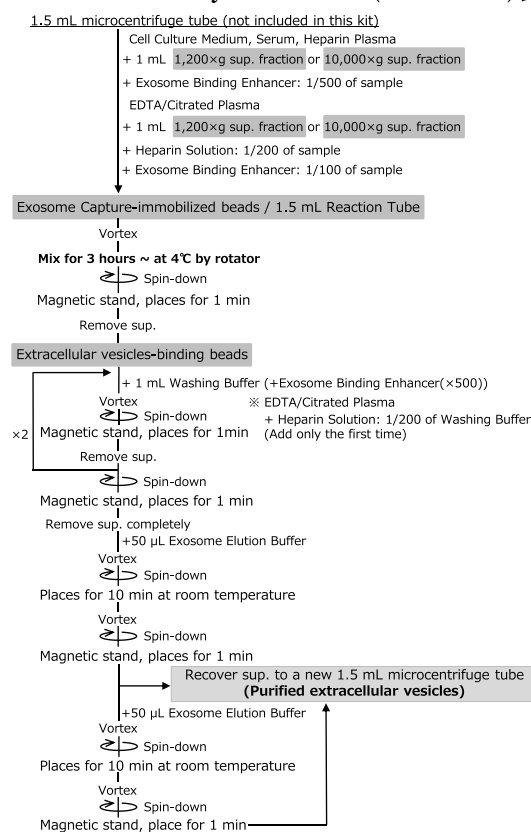 1.5 mL microcentrifuge tube (not included in this kit)
Cell Culture Medium, Serum, Heparin Plasma
+ 1 mL 1,200×g sup. fraction or 10,000×g sup. fraction
+ Exosome Binding Enhancer: 1/500 of sample
EDTA/Citrated Plasma
+ 1 mL 1,200×g sup. fraction or 10,000×g sup. fraction
+ Heparin Solution: 1/200 of sample
+ Exosome Binding Enhancer: 1/100 of sample
Exosome Capture-immobilized beads / 1.5 mL Reaction Tube
Vortex
Mix for 3 hours ~ at 4℃ by rotator
Spin-down
Magnetic stand, places for 1 min
Remove sup.
Extracellular vesicles-binding beads
+ 1 mL Washing Buffer (+Exosome Binding Enhancer(×500))
Vortex
※ EDTA/Citrated Plasma
Spin-down
+ Heparin Solution: 1/200 of Washing Buffer
×2
Magnetic stand, places for 1min
(Add only the first time)
Remove sup.
Spin-down
Magnetic stand, places for 1 min
Remove sup. completely
+50 µL Exosome Elution Buffer
Vortex
Spin-down
Places for 10 min at room temperature
Vortex
Spin-down
Magnetic stand, places for 1 min
Recover sup. to a new 1.5 mL microcentrifuge tube
(Purified extracellular vesicles)
+50 µL Exosome Elution Buffer
Vortex
Spin-down
Places for 10 min at room temperature
Vortex
Spin-down
Magnetic stand, place for 1 min